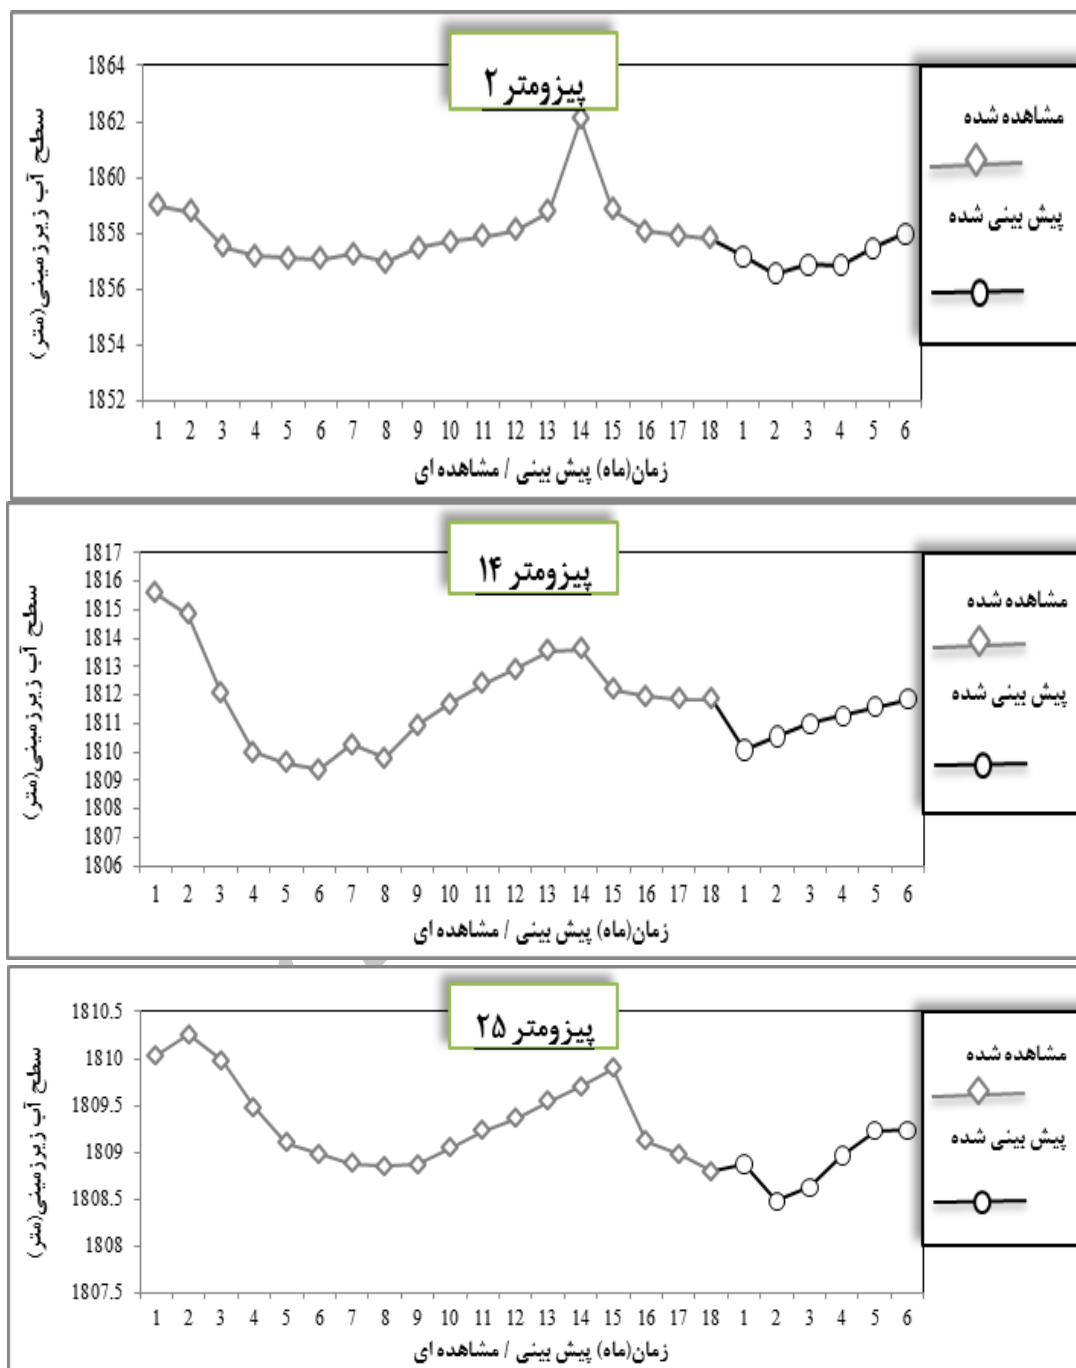 پیزومتر ۲
سطح آب زیرزمینی(متر)
1864
1862
1860
1858
1856
1854
1852
1 2 3 4 5 6 7 8 9 10 11 12 13 14 15 16 17 18 1 2 3 4 5 6
زمان(ماه) پیش بینی / مشاهده ای
مشاهده شده
پیش بینی شده
پیزومتر ۱۴
سطح آب زیرزمینی(متر)
1817
1816
1815
1814
1813
1812
1811
1810
1809
1808
1807
1806
1 2 3 4 5 6 7 8 9 10 11 12 13 14 15 16 17 18 1 2 3 4 5 6
زمان(ماه) پیش بینی / مشاهده ای
مشاهده شده
پیش بینی شده
پیزومتر ۲۵
سطح آب زیرزمینی(متر)
1810.5
1810
1809.5
1809
1808.5
1808
1807.5
1 2 3 4 5 6 7 8 9 10 11 12 13 14 15 16 17 18 1 2 3 4 5 6
زمان(ماه) پیش بینی / مشاهده ای
مشاهده شده
پیش بینی شده